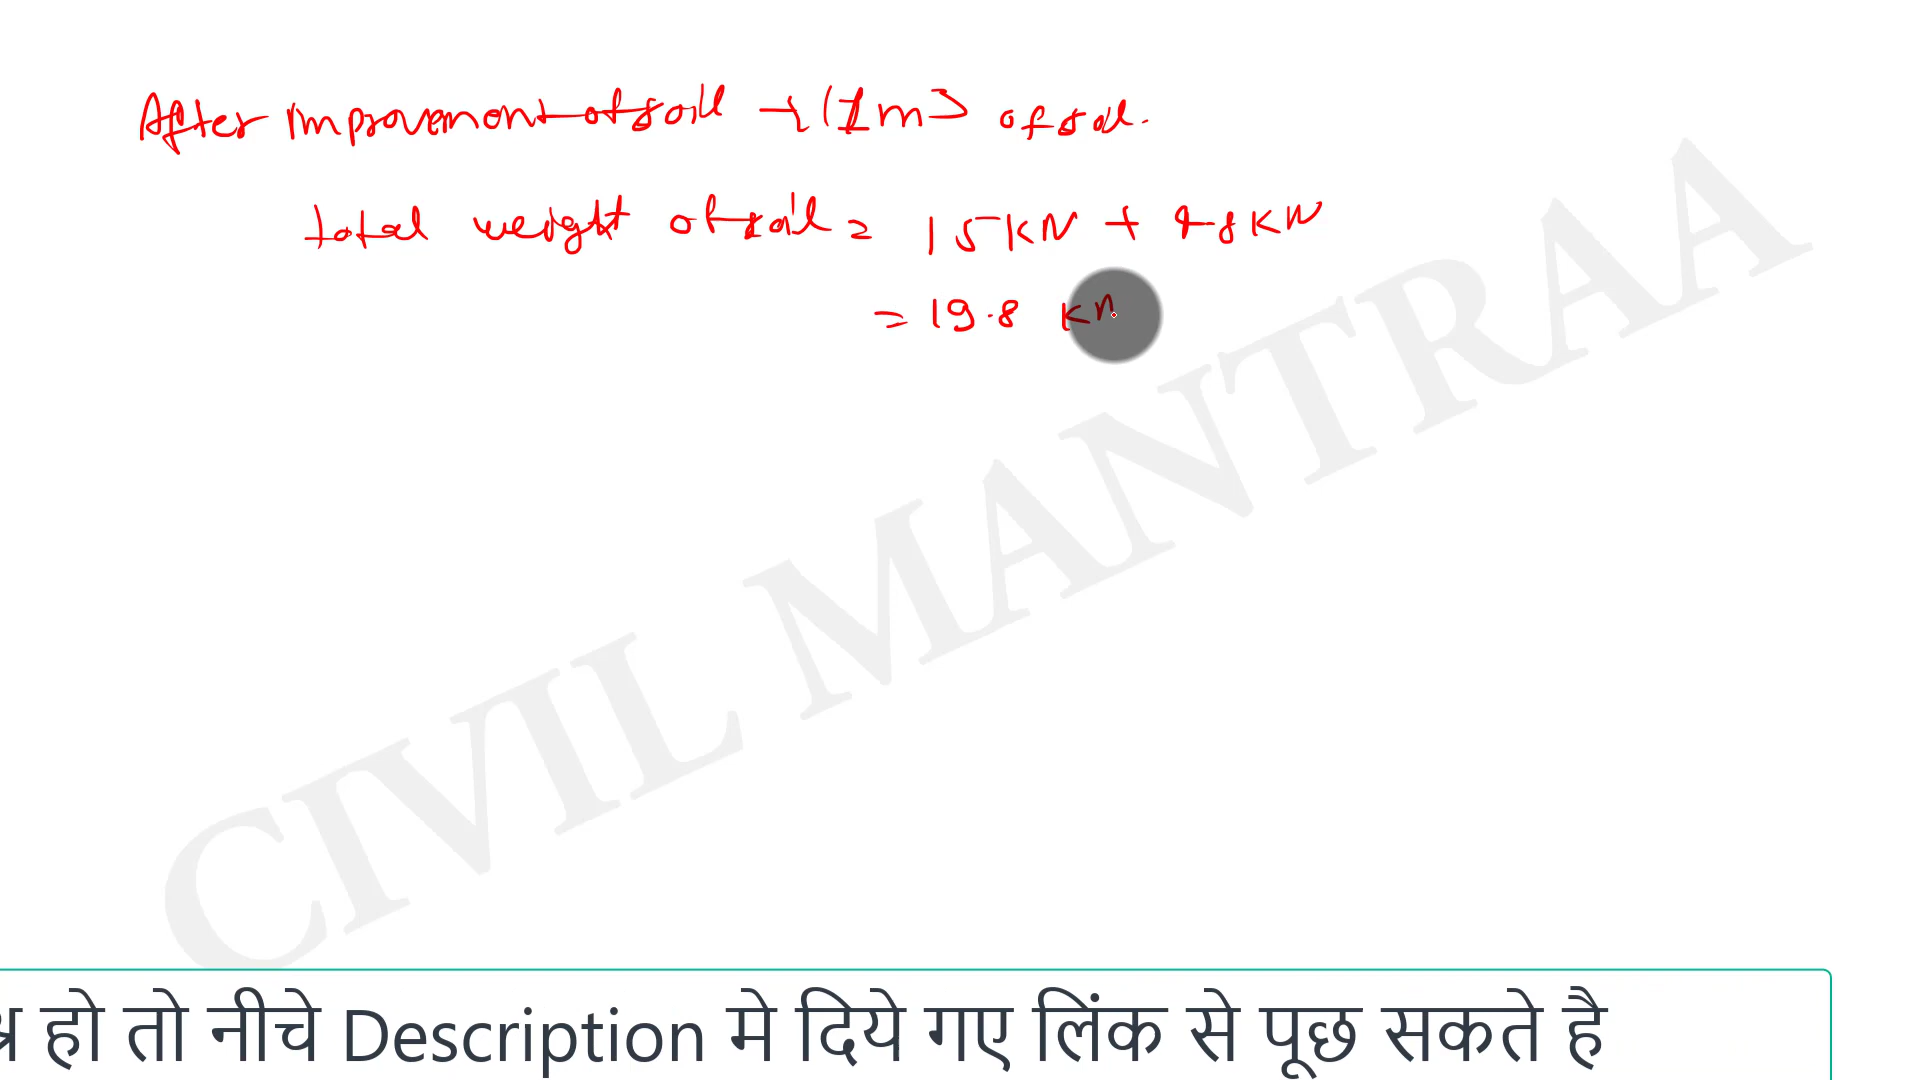 After improvement of soil → (1m³ of soil.
total weight of soil = 15 KN + 4.8 KN
= 19.8 KN
CIVIL MANTRAA
हो तो नीचे Description मे दिये गए लिंक से पूछ सकते है